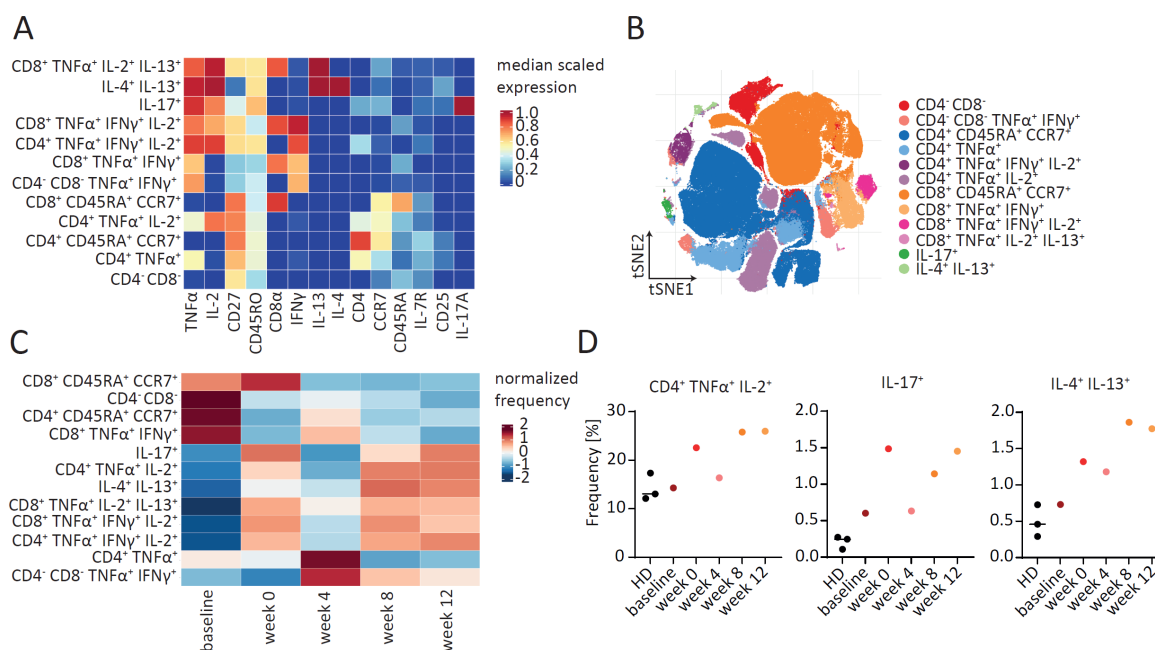 A
CD8⁺ TNFα⁺ IL-2⁺ IL-13⁺
IL-4⁺ IL-13⁺
IL-17⁺
CD8⁺ TNFα⁺ IFNγ⁺ IL-2⁺
CD4⁺ TNFα⁺ IFNγ⁺ IL-2⁺
CD8⁺ TNFα⁺ IFNγ⁺
CD4⁻ CD8⁻ TNFα⁺ IFNγ⁺
CD8⁺ CD45RA⁺ CCR7⁺
CD4⁺ TNFα⁺ IL-2⁺
CD4⁺ CD45RA⁺ CCR7⁺
CD4⁺ TNFα⁺
CD4⁻CD8⁻
TNFα
IL-2
CD27
CD45RO
CD8α
IFNγ
IL-13
IL-4
CD4
CCR7
CD45RA
IL-7R
CD25
IL-17A
median scaled
expression
1.0
0.8
0.6
0.4
0.2
0
B
tSNE2
tSNE1
CD4⁻ CD8⁻
CD4⁻ CD8⁻ TNFα⁺ IFNγ⁺
CD4⁺ CD45RA⁺ CCR7⁺
CD4⁺ TNFα⁺
CD4⁺ TNFα⁺ IFNγ⁺ IL-2⁺
CD4⁺ TNFα⁺ IL-2⁺
CD8⁺ CD45RA⁺ CCR7⁺
CD8⁺ TNFα⁺ IFNγ⁺
CD8⁺ TNFα⁺ IFNγ⁺ IL-2⁺
CD8⁺ TNFα⁺ IL-2⁺ IL-13⁺
IL-17⁺
IL-4⁺ IL-13⁺
C
CD8⁺ CD45RA⁺ CCR7⁺
CD4⁻CD8⁻
CD4⁺ CD45RA⁺ CCR7⁺
CD8⁺ TNFα⁺ IFNγ⁺
IL-17⁺
CD4⁺ TNFα⁺ IL-2⁺
IL-4⁺ IL-13⁺
CD8⁺ TNFα⁺ IL-2⁺ IL-13⁺
CD8⁺ TNFα⁺ IFNγ⁺ IL-2⁺
CD4⁺ TNFα⁺ IFNγ⁺ IL-2⁺
CD4⁺ TNFα⁺
CD4⁻ CD8⁻ TNFα⁺ IFNγ⁺
baseline
week 0
week 4
week 8
week 12
normalized
frequency
2
1
0
-1
-2
D
CD4⁺ TNFα⁺ IL-2⁺
Frequency [%]
30
20
10
0
HD
baseline
week 0
week 4
week 8
week 12
IL-17⁺
2.0
1.5
1.0
0.5
0.0
HD
baseline
week 0
week 4
week 8
week 12
IL-4⁺ IL-13⁺
2.0
1.5
1.0
0.5
0.0
HD
baseline
week 0
week 4
week 8
week 12